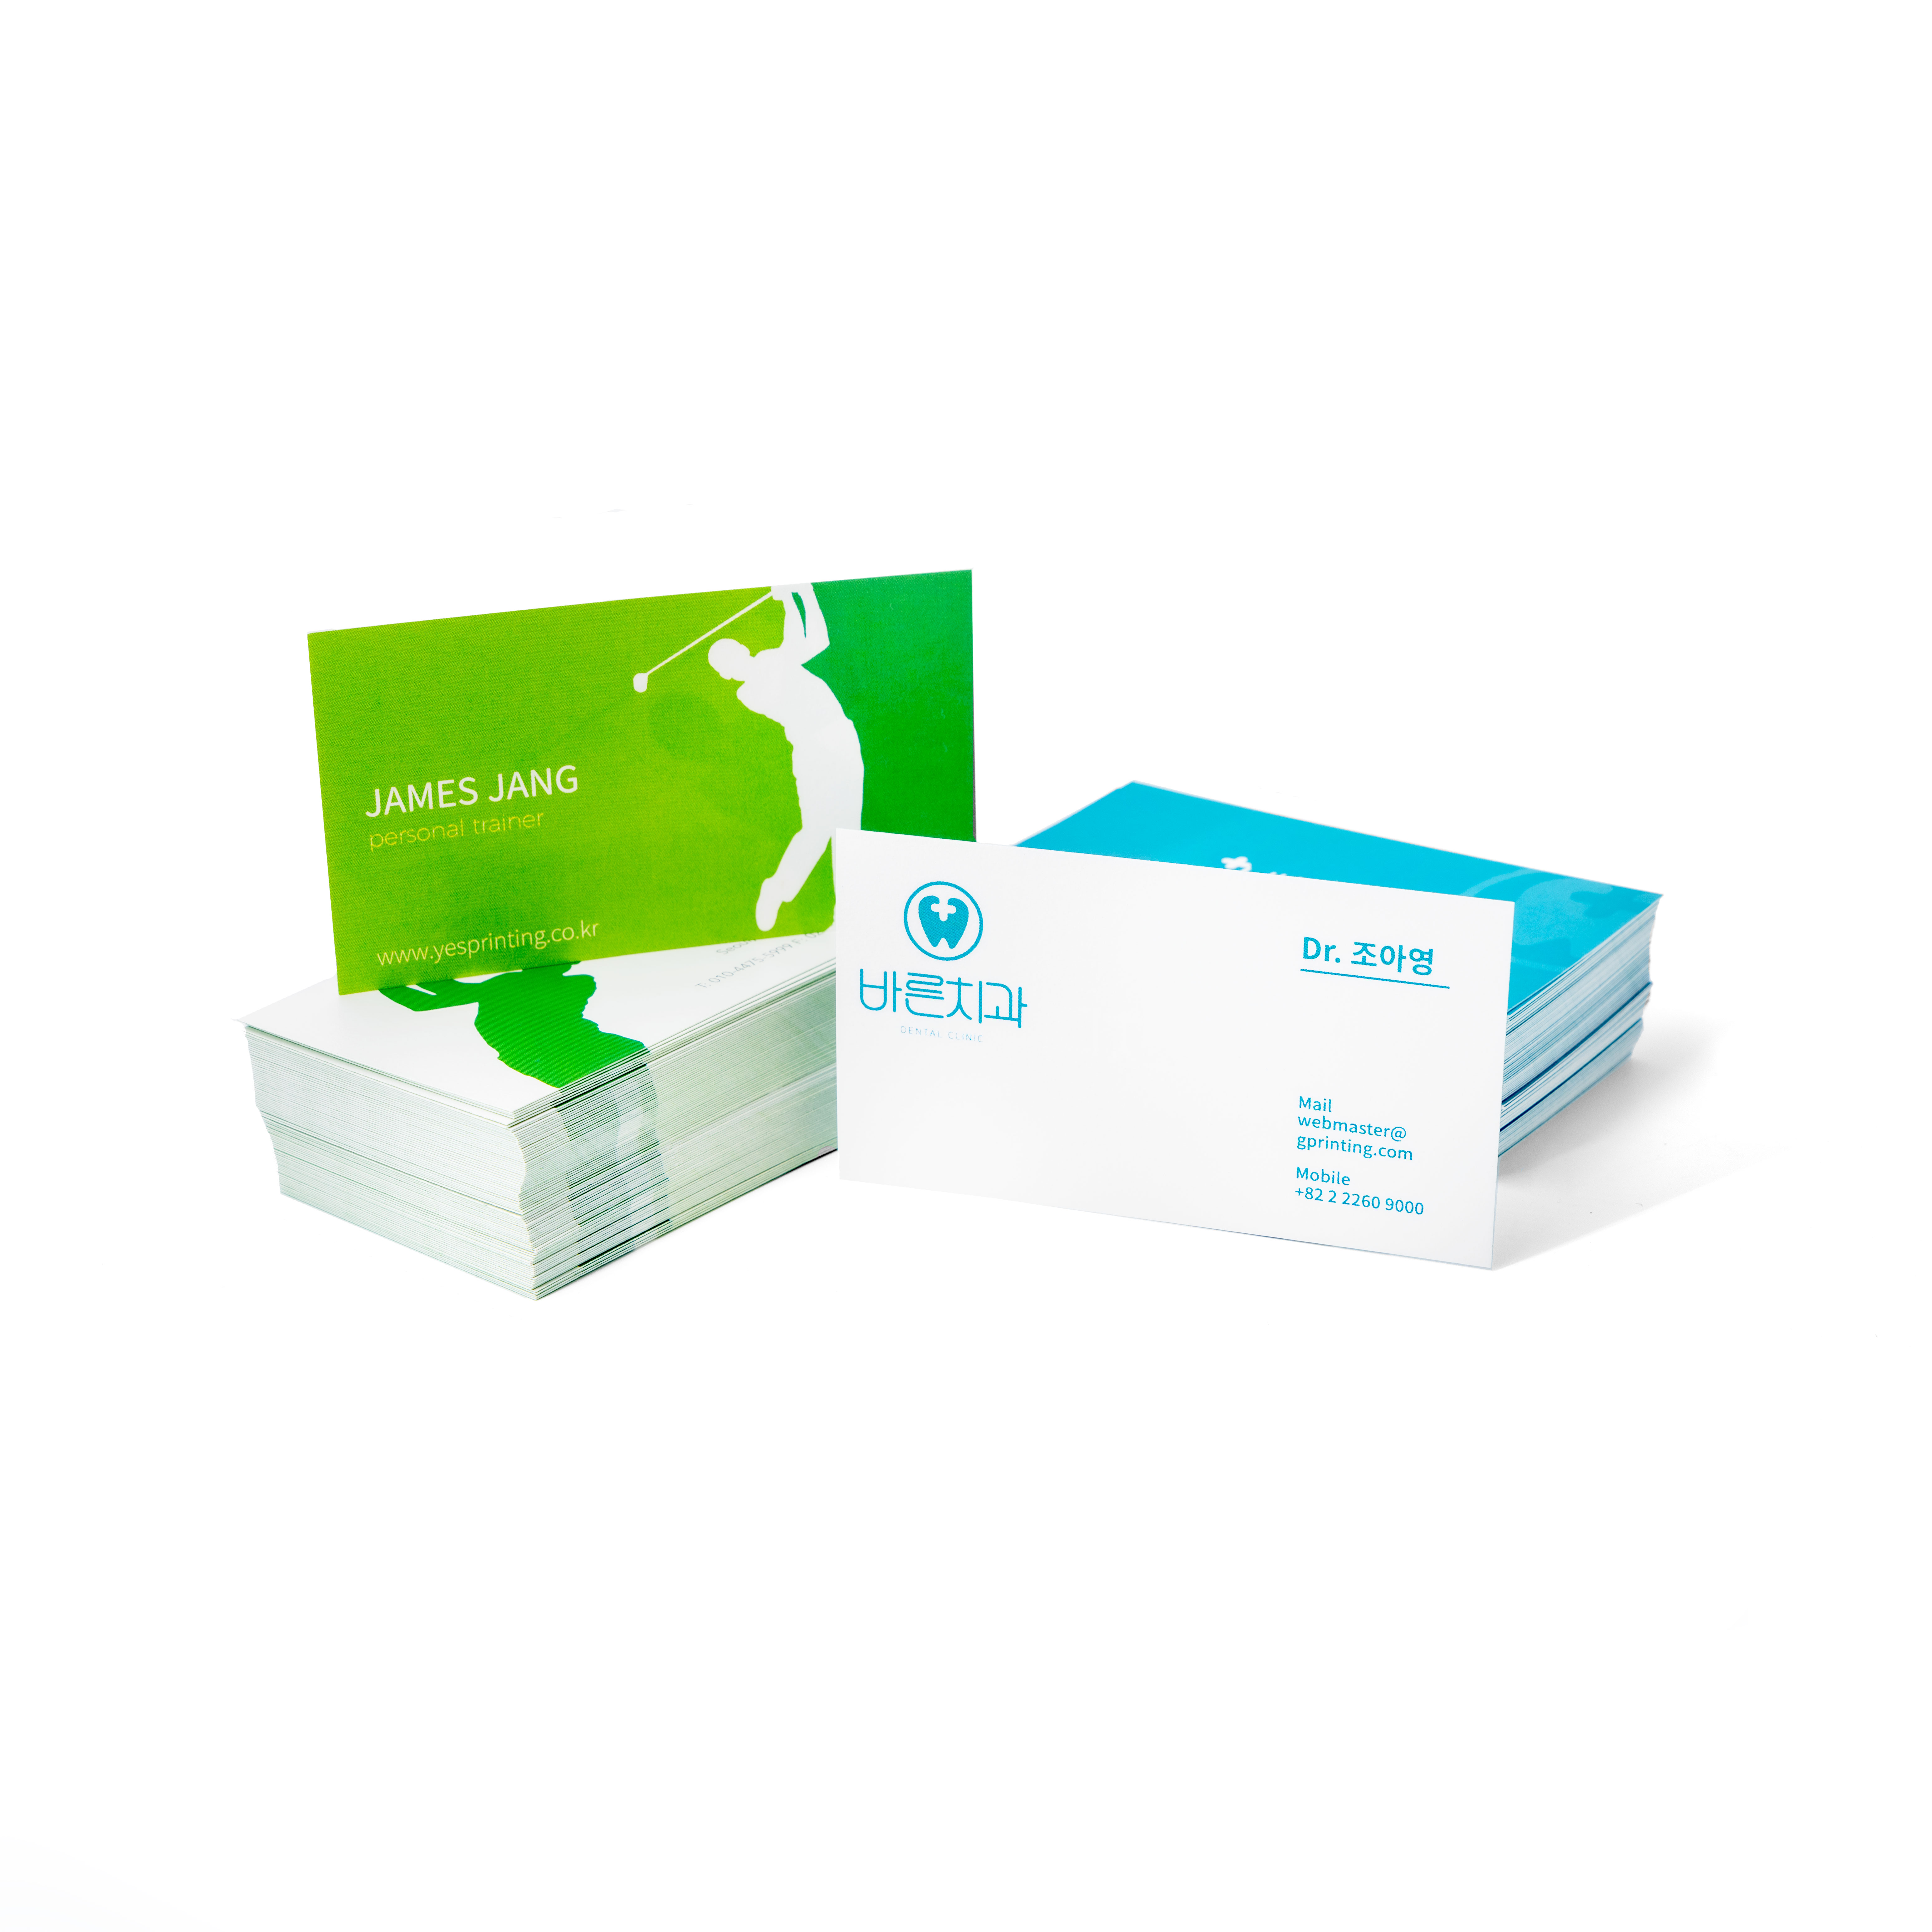 JAMES JANG
personal trainer
www.yesprinting.co.kr
바른치과
DENTAL CLINIC
Dr. 조아영
Mail
webmaster@
gprinting.com
Mobile
+82 2 2260 9000